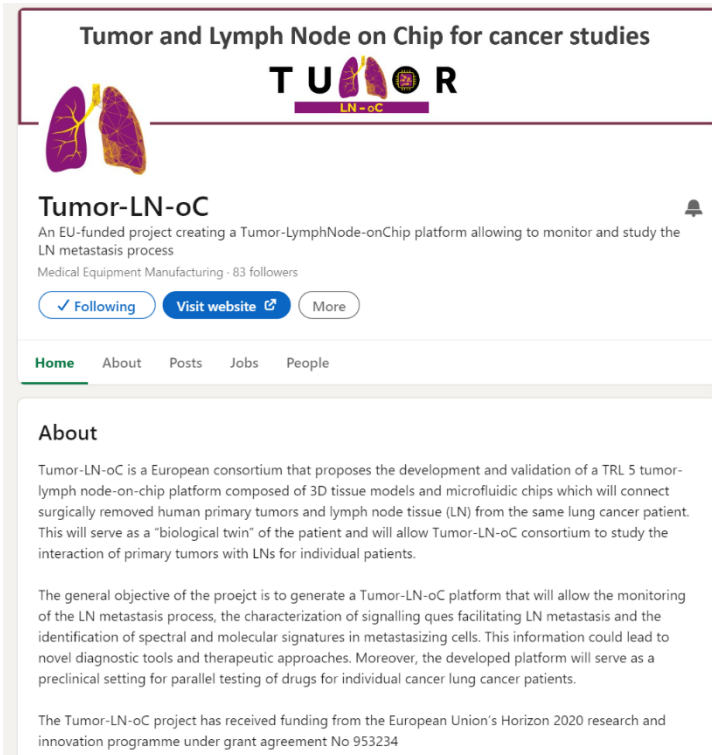 Tumor and Lymph Node on Chip for cancer studies
TUMOR
LN-oC
Tumor-LN-oC
An EU-funded project creating a Tumor-LymphNode-onChip platform allowing to monitor and study the
LN metastasis process
Medical Equipment Manufacturing · 83 followers
✓ Following Visit website More
Home About Posts Jobs People
About
Tumor-LN-oC is a European consortium that proposes the development and validation of a TRL 5 tumor-
lymph node-on-chip platform composed of 3D tissue models and microfluidic chips which will connect
surgically removed human primary tumors and lymph node tissue (LN) from the same lung cancer patient.
This will serve as a "biological twin" of the patient and will allow Tumor-LN-oC consortium to study the
interaction of primary tumors with LNs for individual patients.
The general objective of the proejct is to generate a Tumor-LN-oC platform that will allow the monitoring
of the LN metastasis process, the characterization of signalling ques facilitating LN metastasis and the
identification of spectral and molecular signatures in metastasizing cells. This information could lead to
novel diagnostic tools and therapeutic approaches. Moreover, the developed platform will serve as a
preclinical setting for parallel testing of drugs for individual cancer lung cancer patients.
The Tumor-LN-oC project has received funding from the European Union's Horizon 2020 research and
innovation programme under grant agreement No 953234